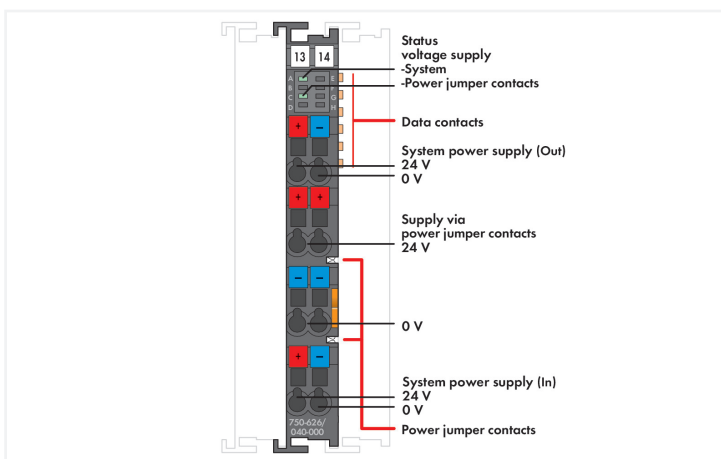 13 14
Status
voltage supply
-System
-Power jumper contacts
A E
B F
C G
D H
Data contacts
+ −
System power supply (Out)
24 V
0 V
+ +
Supply via
power jumper contacts
24 V
− −
0 V
+ −
System power supply (In)
24 V
0 V
750-626/
040-000
Power jumper contacts